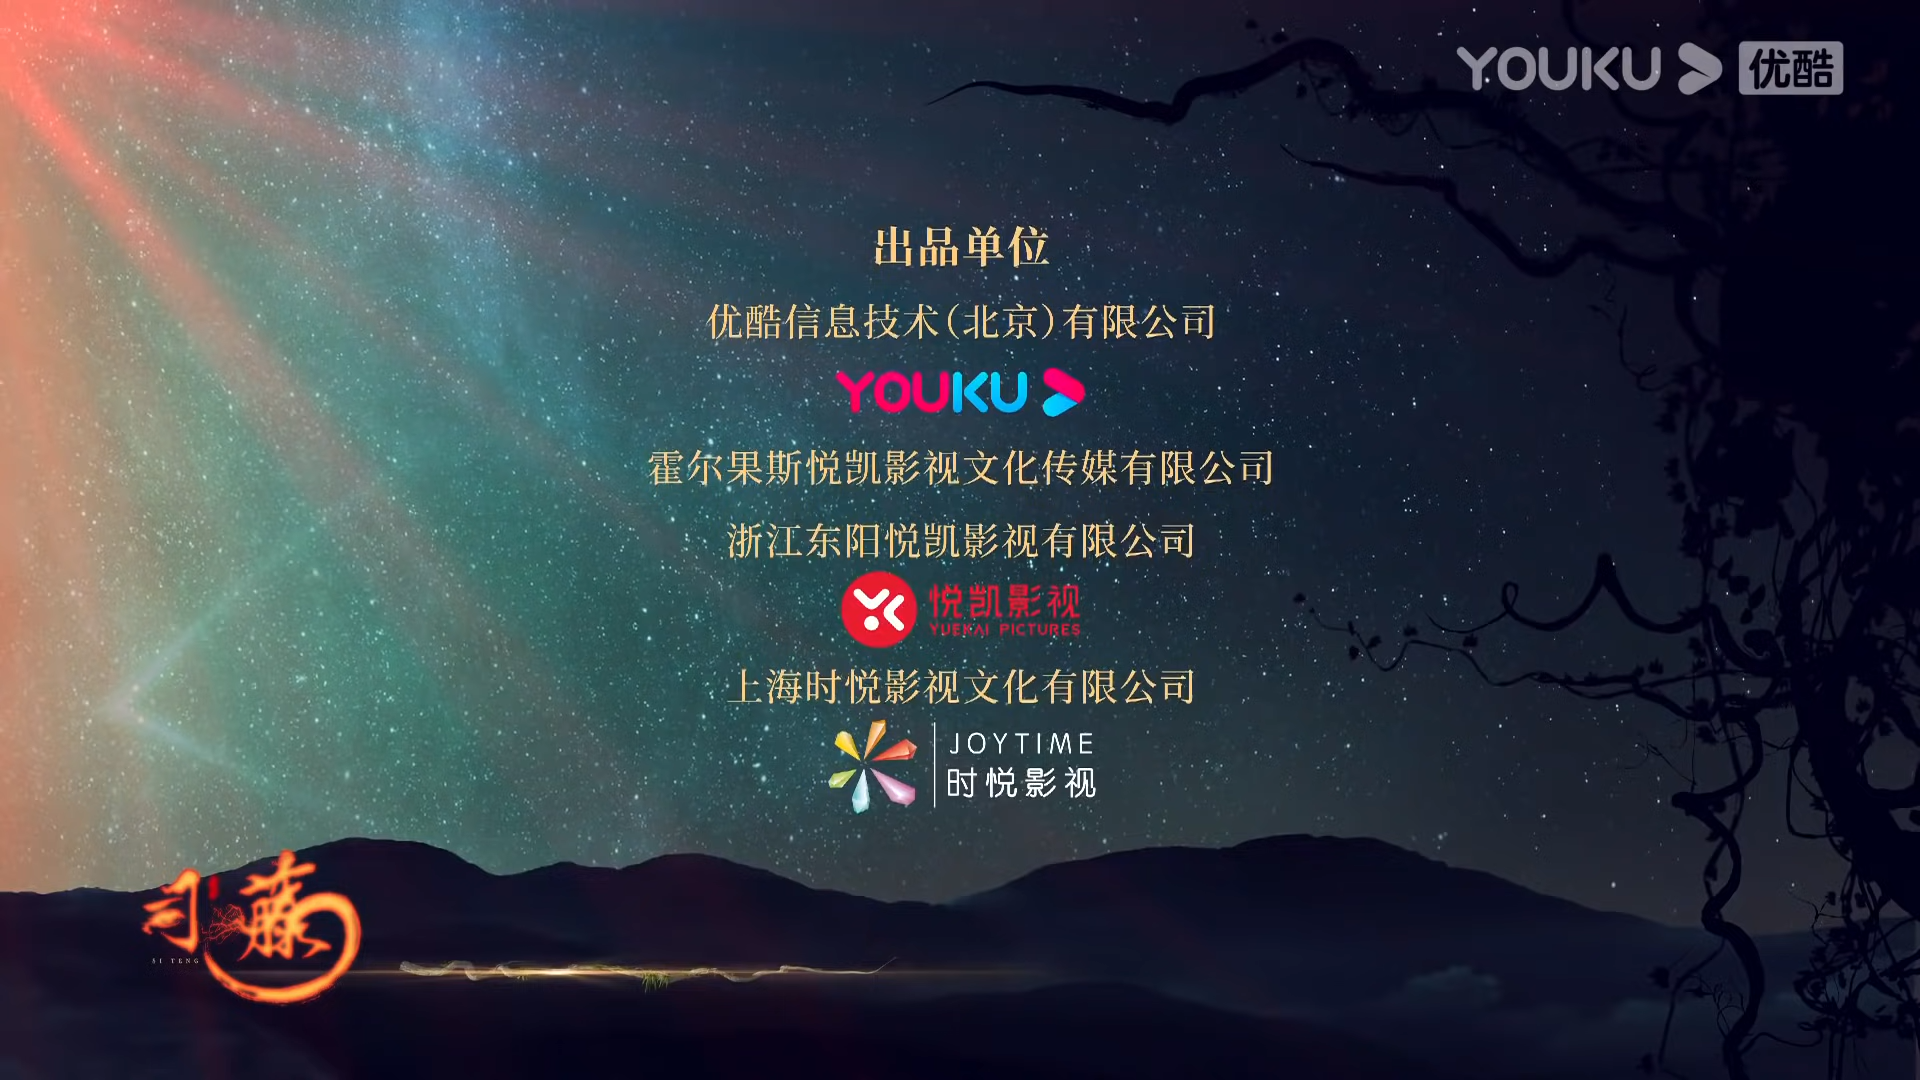 YOUKU 优酷
出品单位
优酷信息技术(北京)有限公司
YOUKU
霍尔果斯悦凯影视文化传媒有限公司
浙江东阳悦凯影视有限公司
悦凯影视
YUEKAI PICTURES
上海时悦影视文化有限公司
JOYTIME
时悦影视
司藤
SI TENG